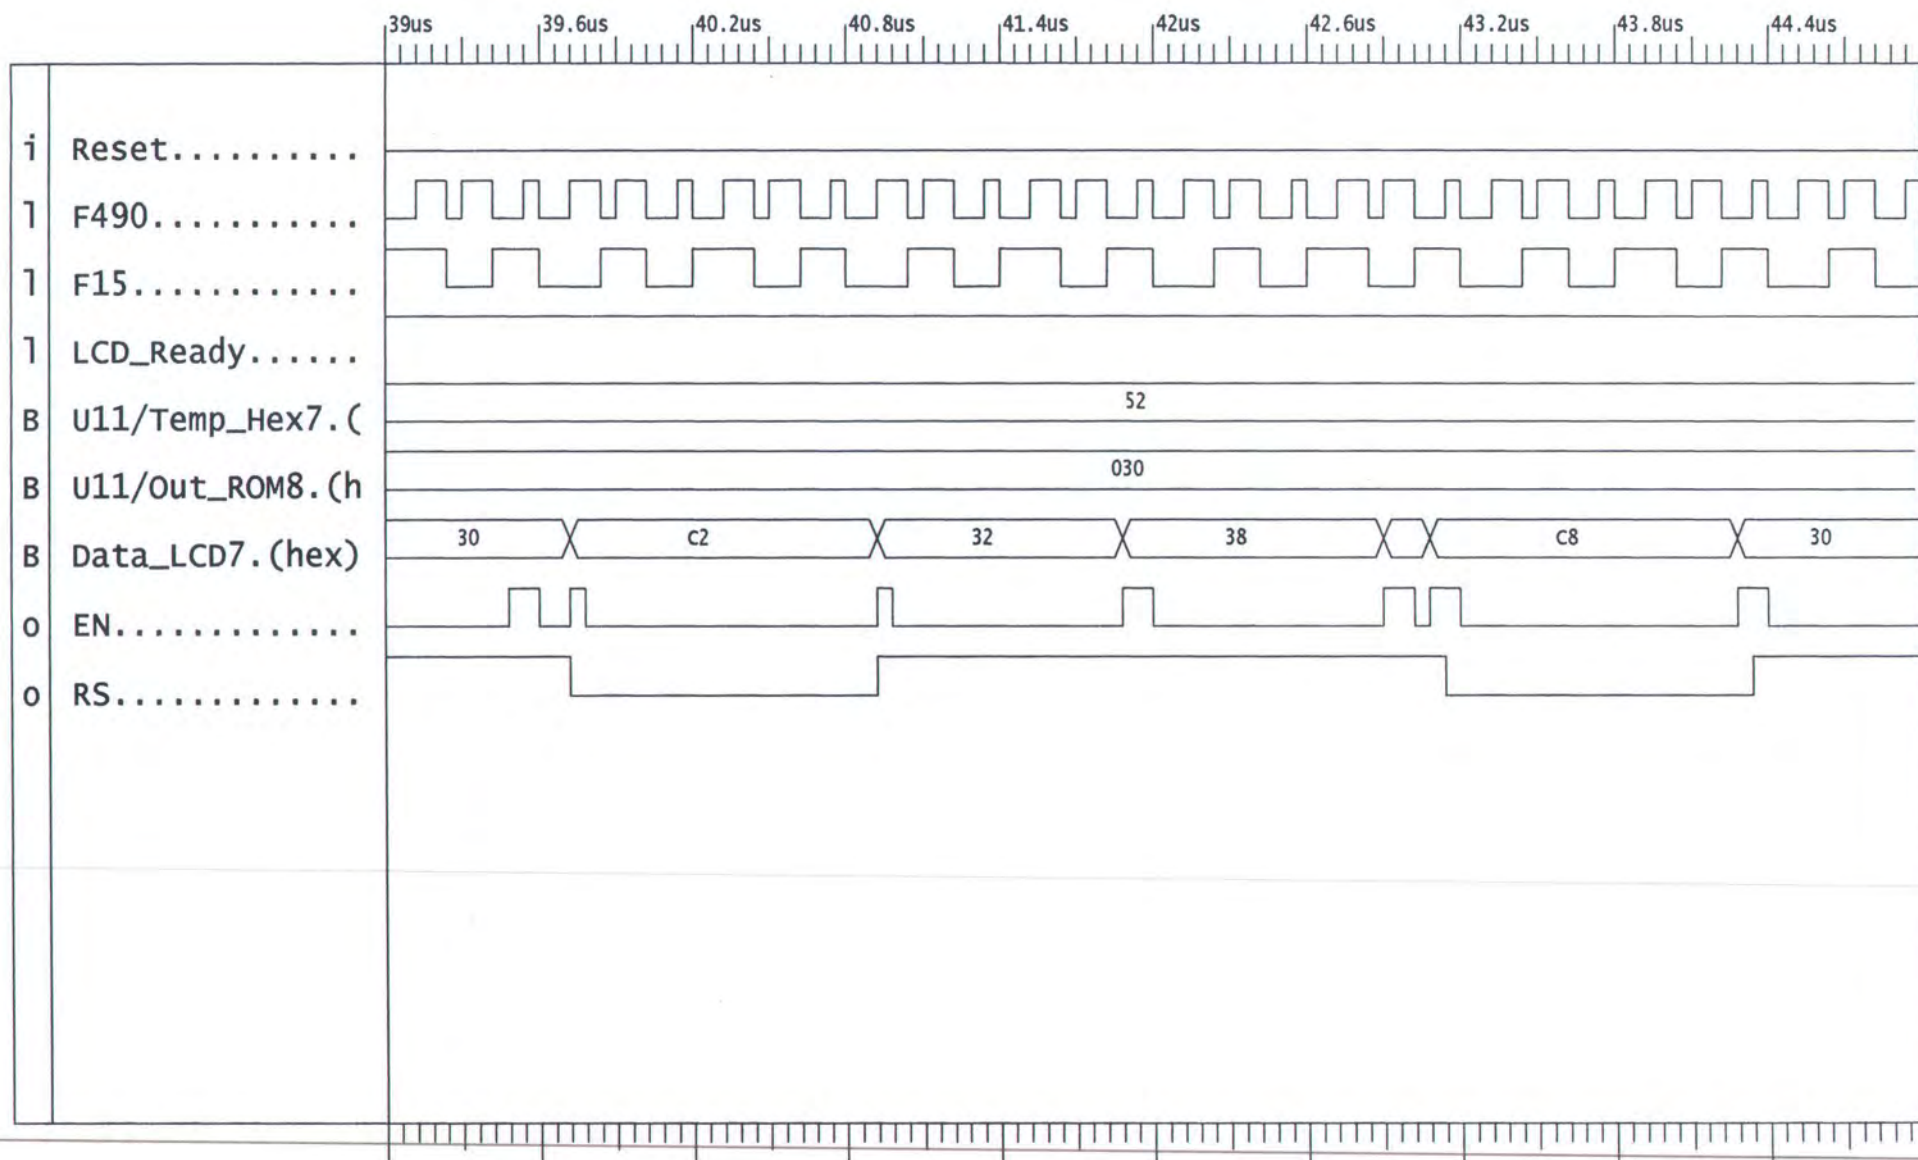 39us 39.6us 40.2us 40.8us 41.4us 42us 42.6us 43.2us 43.8us 44.4us
i Reset..........
l F490...........
l F15............
l LCD_Ready......
B U11/Temp_Hex7.( 52
B U11/Out_ROM8.(h 030
B Data_LCD7.(hex) 30 C2 32 38 C8 30
o EN.............
o RS.............